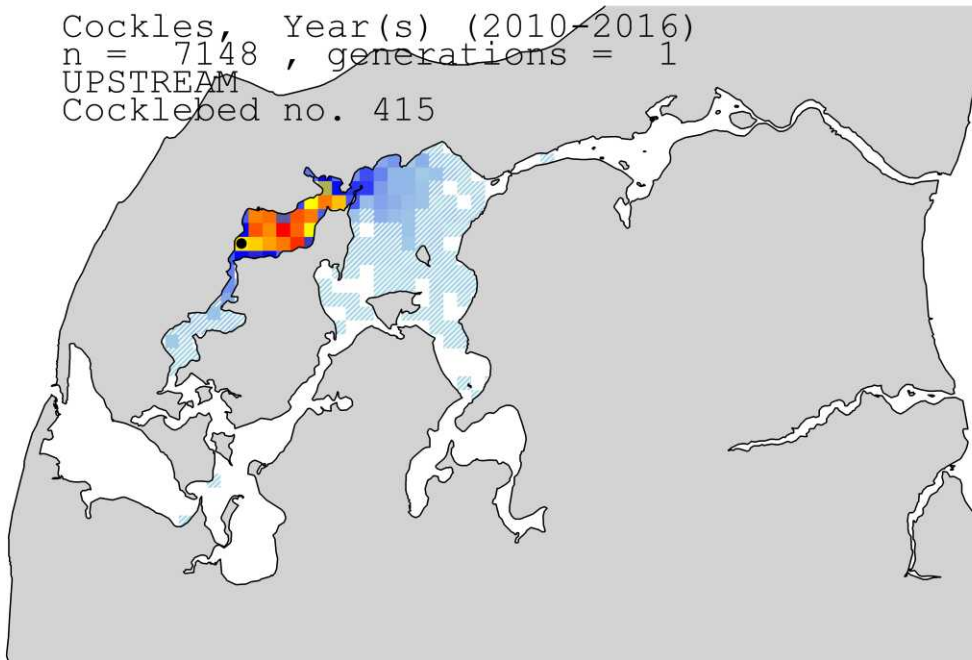 Cockles, Year(s) (2010-2016)
n = 7148 , generations = 1
UPSTREAM
Cocklebed no. 415